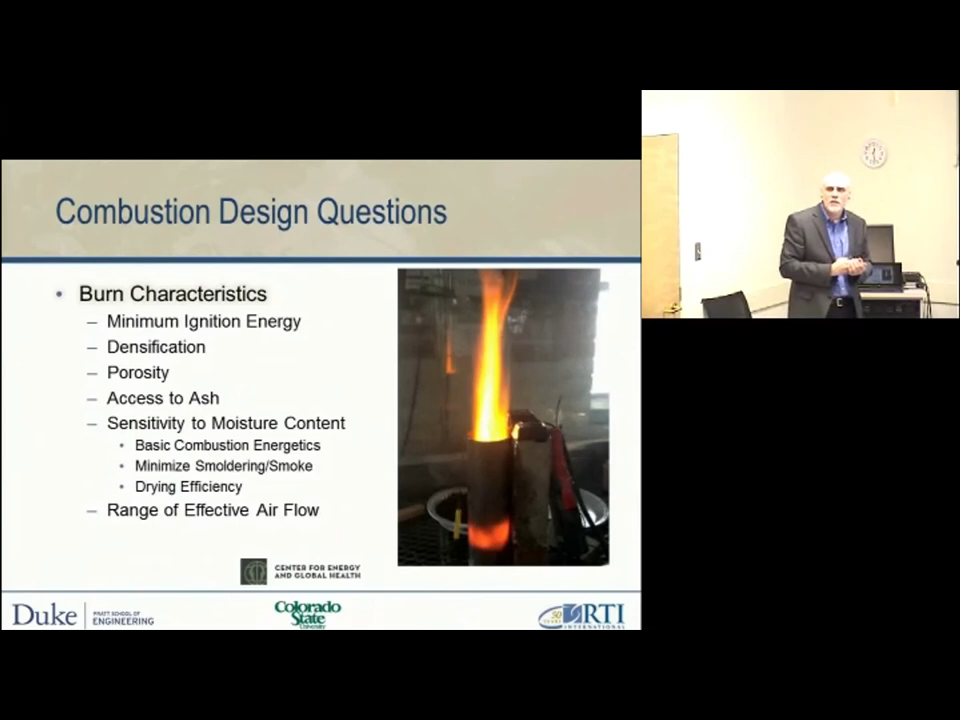 Combustion Design Questions
• Burn Characteristics
– Minimum Ignition Energy
– Densification
– Porosity
– Access to Ash
– Sensitivity to Moisture Content
• Basic Combustion Energetics
• Minimize Smoldering/Smoke
• Drying Efficiency
– Range of Effective Air Flow
CENTER FOR ENERGY
AND GLOBAL HEALTH
Duke
PRATT SCHOOL OF
ENGINEERING
Colorado
State
University
50
YEARS
RTI
INTERNATIONAL